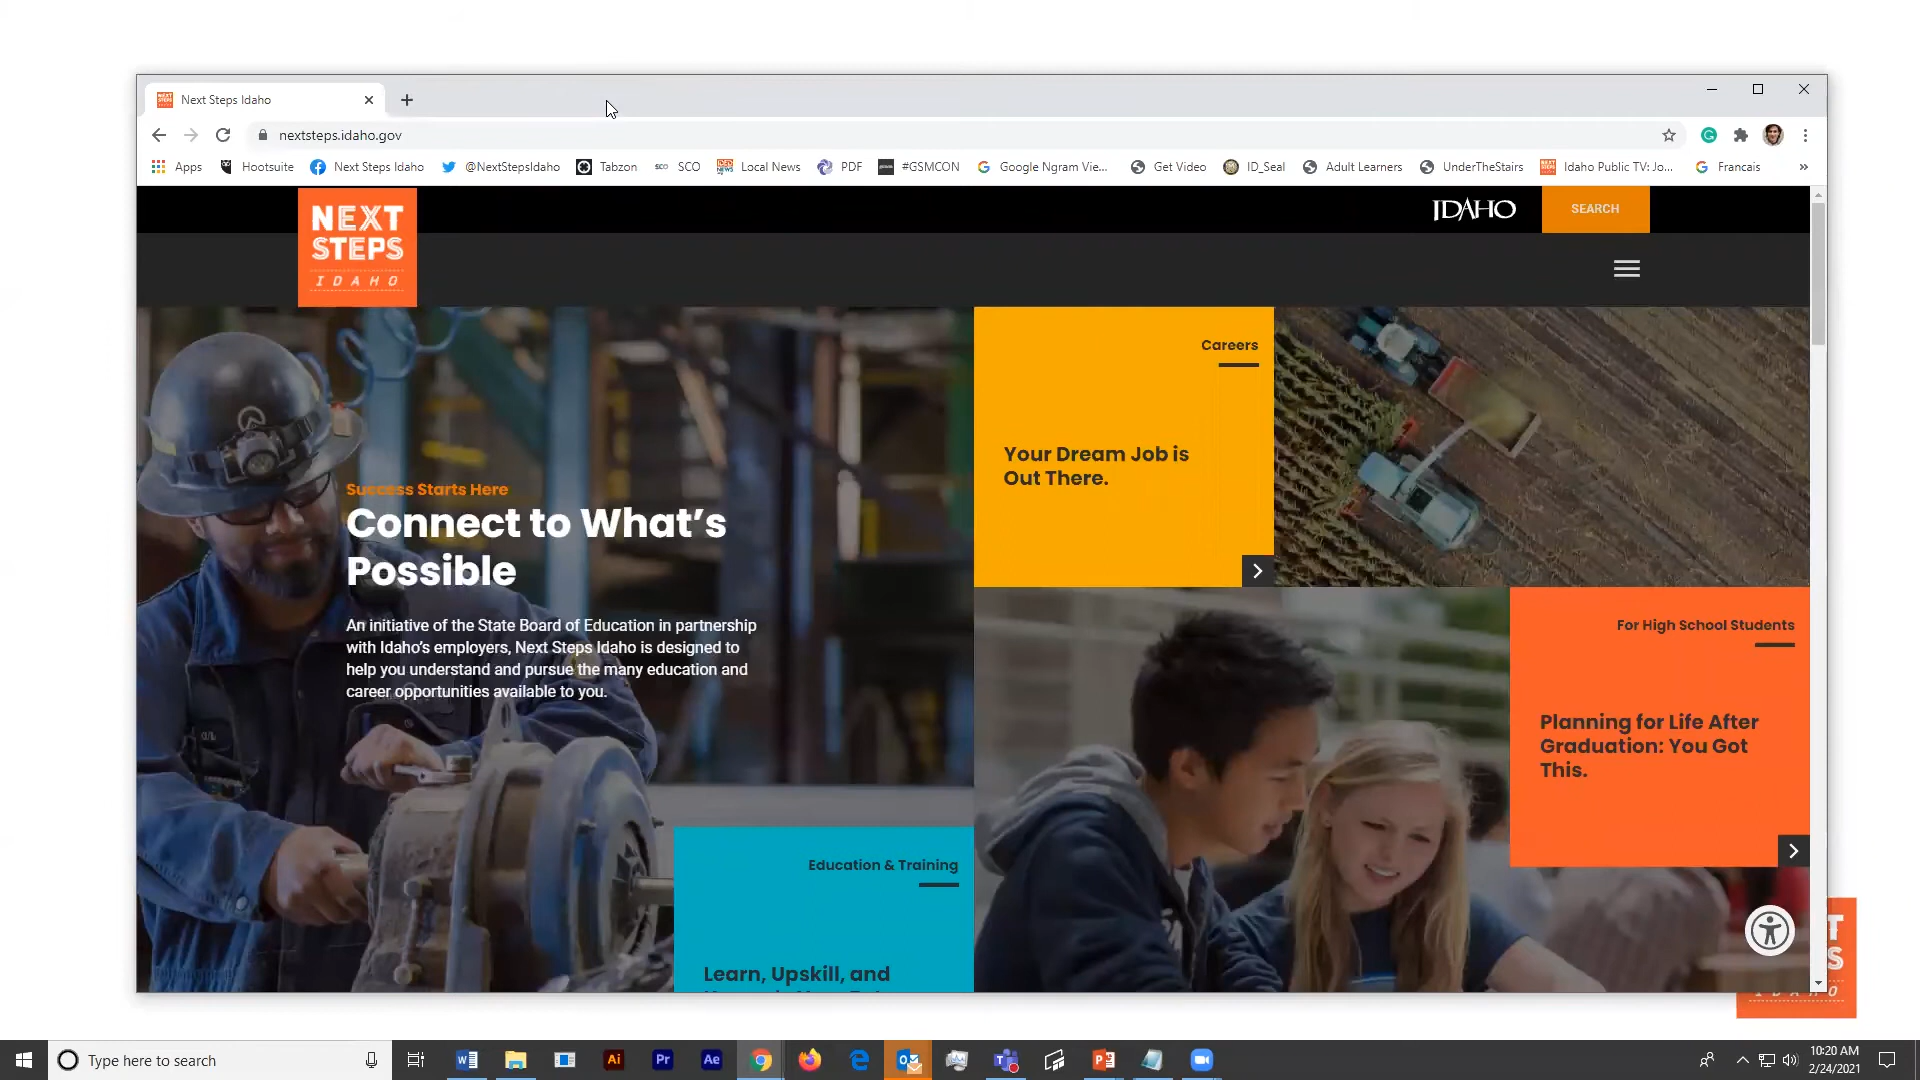 Next Steps Idaho
nextsteps.idaho.gov
Apps Hootsuite Next Steps Idaho @NextStepsIdaho Tabzon SCO SCO Local News PDF #GSMCON Google Ngram Vie... Get Video ID_Seal Adult Learners UnderTheStairs Idaho Public TV: Jo... Francais »
NEXT
STEPS
IDAHO
IDAHO
SEARCH
Careers
Your Dream Job is
Out There.
Success Starts Here
Connect to What's
Possible
An initiative of the State Board of Education in partnership
with Idaho's employers, Next Steps Idaho is designed to
help you understand and pursue the many education and
career opportunities available to you.
For High School Students
Planning for Life After
Graduation: You Got
This.
Education & Training
Learn, Upskill, and
Type here to search
Ai Pr Ae
10:20 AM
2/24/2021